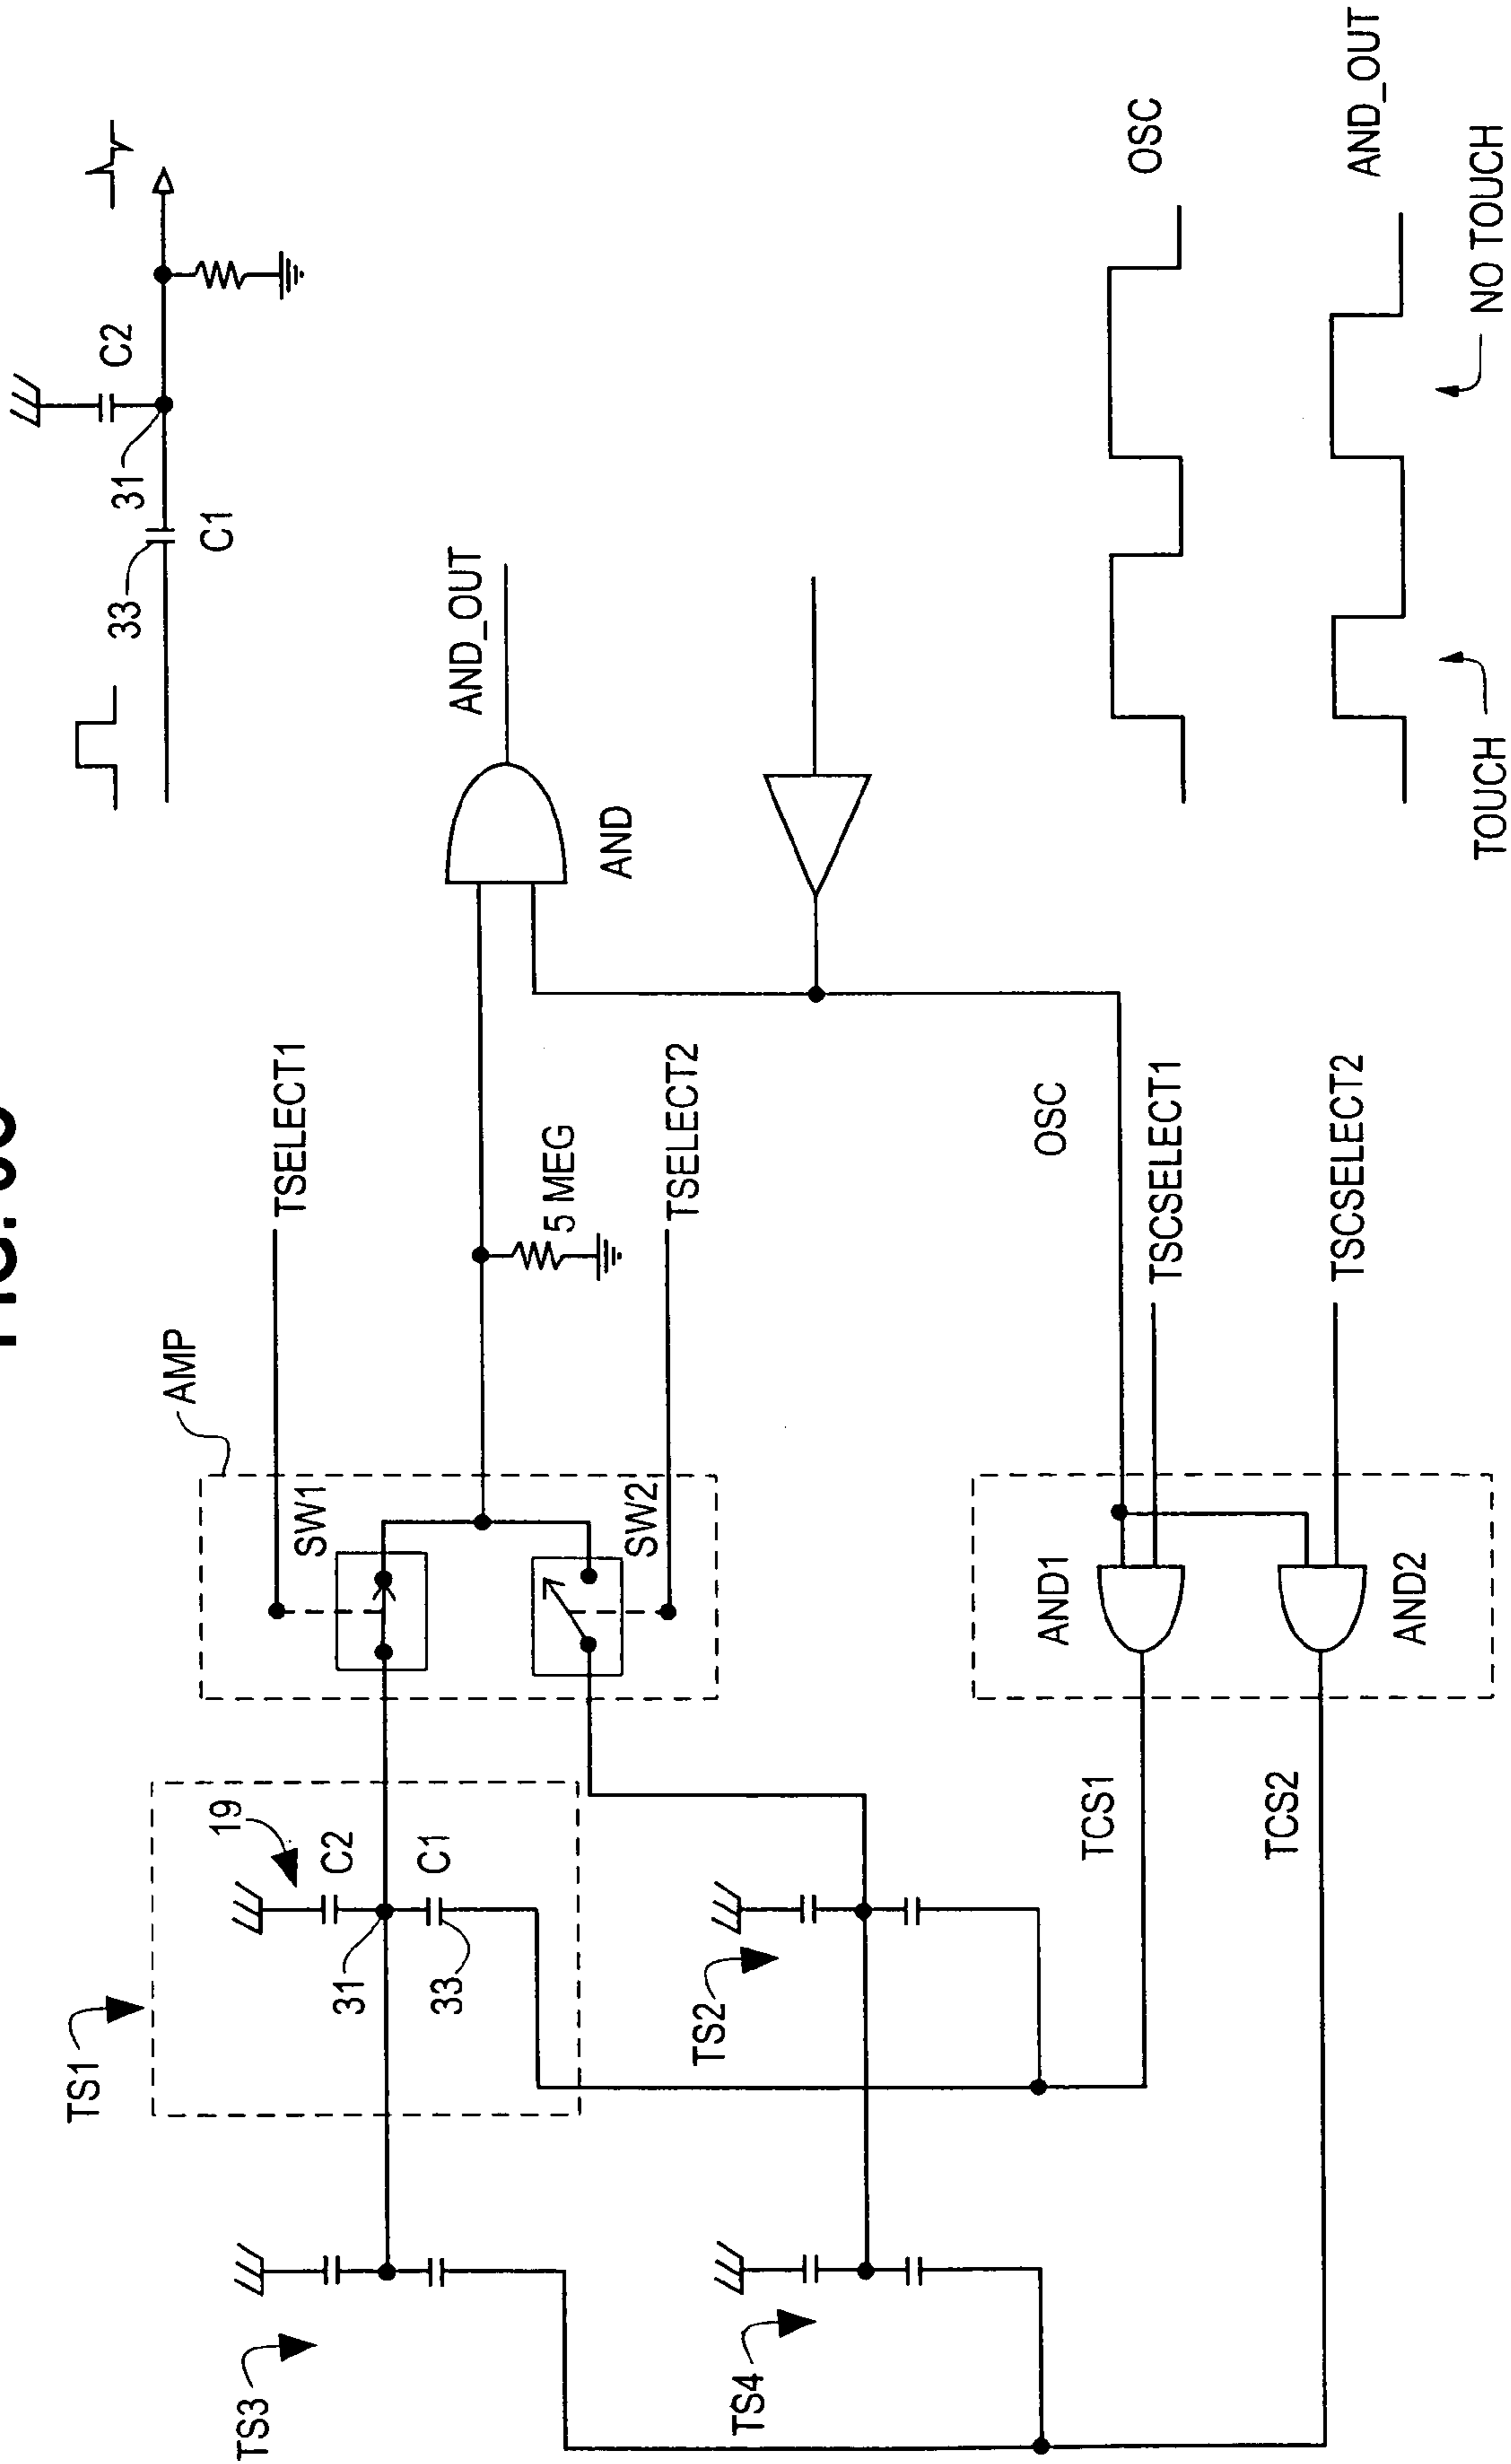 TS1
TS3
19
C2
31
C1
33
TS2
TS4
AMP
SW1
SW2
TSELECT1
TSELECT2
5 MEG
AND
AND_OUT
OSC
AND1
AND2
TSCSELECT1
TSCSELECT2
TCS1
TCS2
33
31
C2
C1
OSC
AND_OUT
TOUCH
NO TOUCH